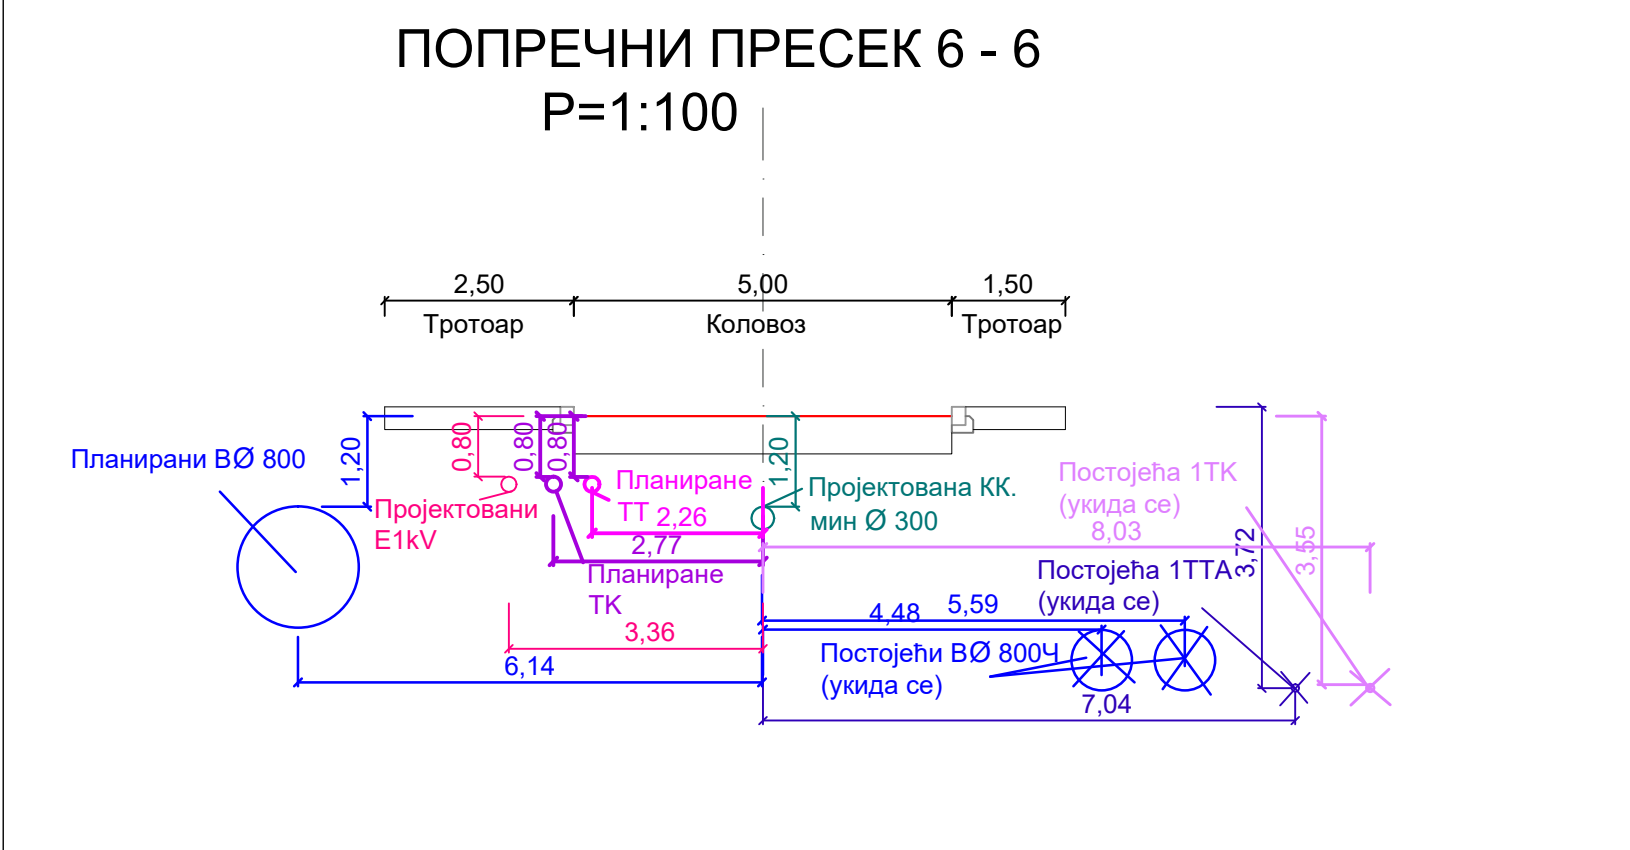 ПОПРЕЧНИ ПРЕСЕК 6 - 6
Р=1:100
2,50
5,00
1,50
Тротоар
Коловоз
Тротоар
Планирани ВØ 800
1,20
0,80
0,80
0,80
1,20
Пројектовани
E1kV
Планиране
ТТ
2,26
2,77
Планиране
ТК
3,36
6,14
Пројектована КК.
мин Ø 300
Постојећа 1ТК
(укида се)
8,03
3,72
3,55
Постојећа 1ТТА
(укида се)
4,48
5,59
Постојећи ВØ 800Ч
(укида се)
7,04